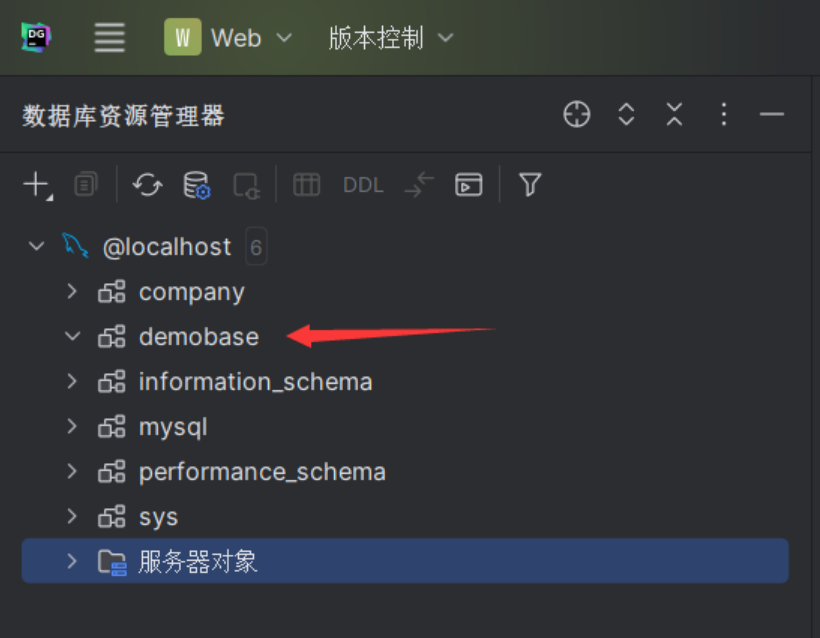 DG W Web 版本控制
数据库资源管理器
DDL
@localhost 6
company
demobase
information_schema
mysql
performance_schema
sys
服务器对象